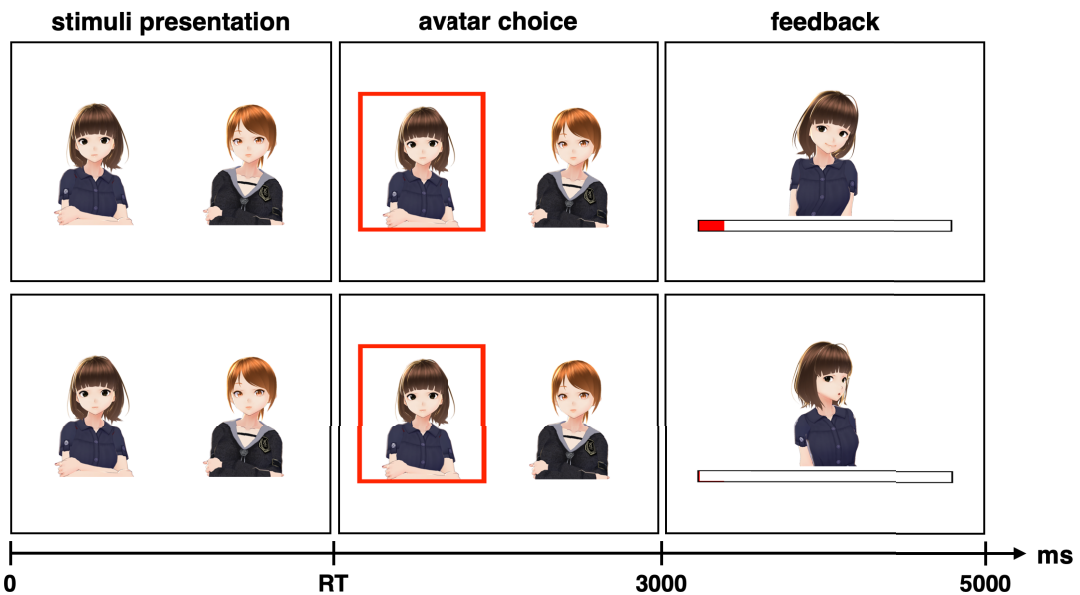 stimuli presentation
avatar choice
feedback
ms
0
RT
3000
5000